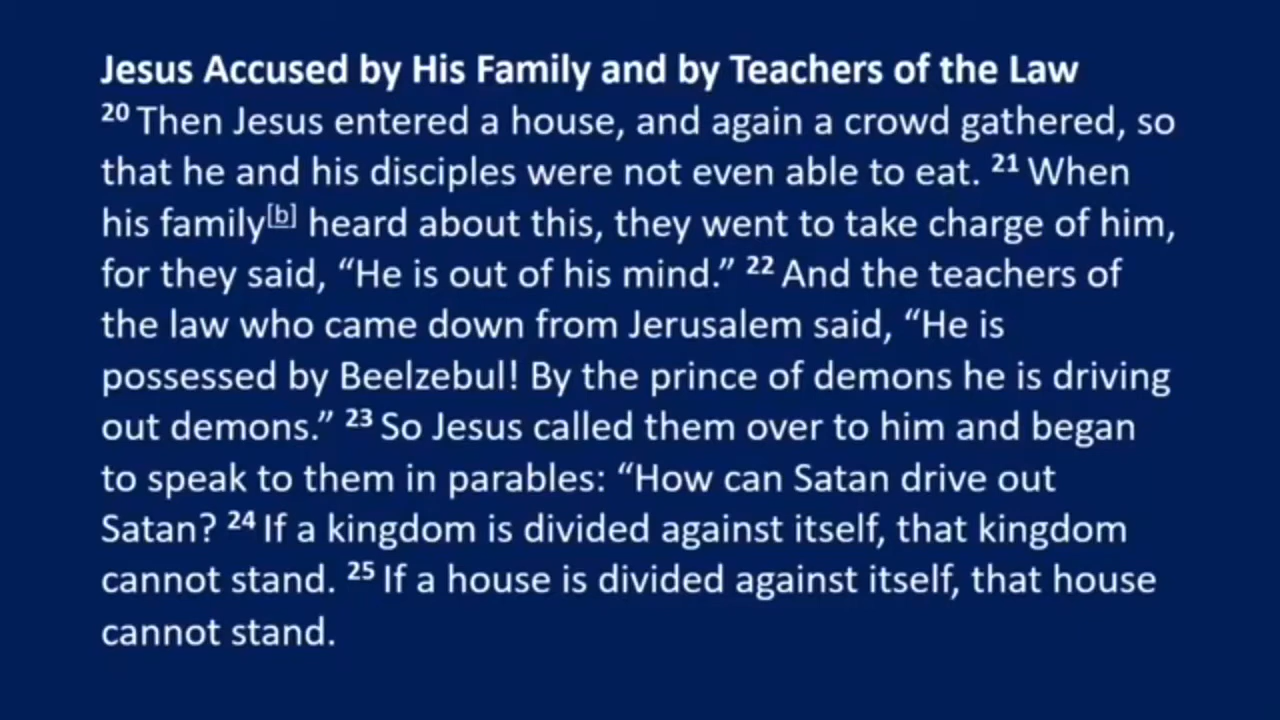 Jesus Accused by His Family and by Teachers of the Law
20 Then Jesus entered a house, and again a crowd gathered, so
that he and his disciples were not even able to eat. 21 When
his family[b] heard about this, they went to take charge of him,
for they said, “He is out of his mind.” 22 And the teachers of
the law who came down from Jerusalem said, “He is
possessed by Beelzebul! By the prince of demons he is driving
out demons.” 23 So Jesus called them over to him and began
to speak to them in parables: “How can Satan drive out
Satan? 24 If a kingdom is divided against itself, that kingdom
cannot stand. 25 If a house is divided against itself, that house
cannot stand.